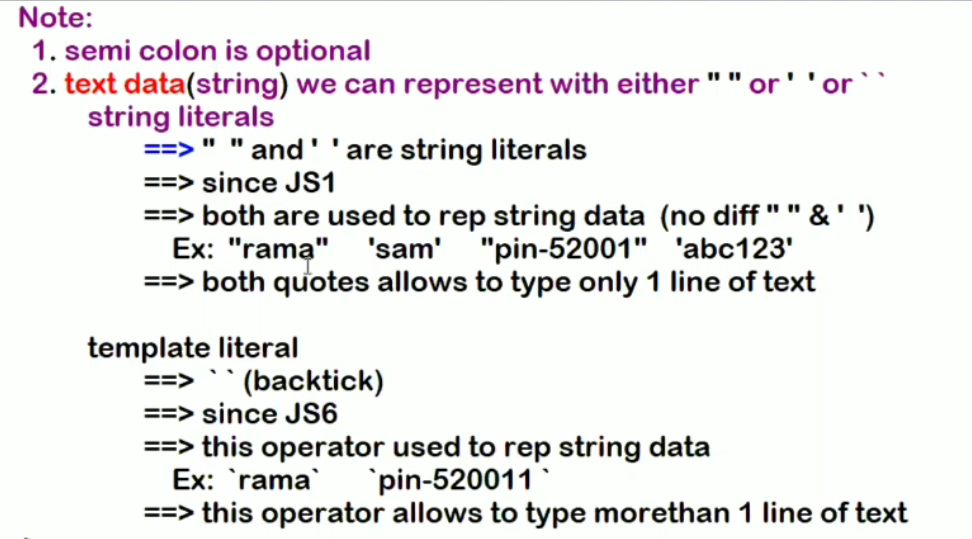 Note:
1. semi colon is optional
2. text data(string) we can represent with either " " or ' ' or ` `
string literals
==> " " and ' ' are string literals
==> since JS1
==> both are used to rep string data (no diff " " & ' ')
Ex: "rama" 'sam' "pin-52001" 'abc123'
==> both quotes allows to type only 1 line of text
template literal
==> ` ` (backtick)
==> since JS6
==> this operator used to rep string data
Ex: `rama` `pin-520011 `
==> this operator allows to type morethan 1 line of text